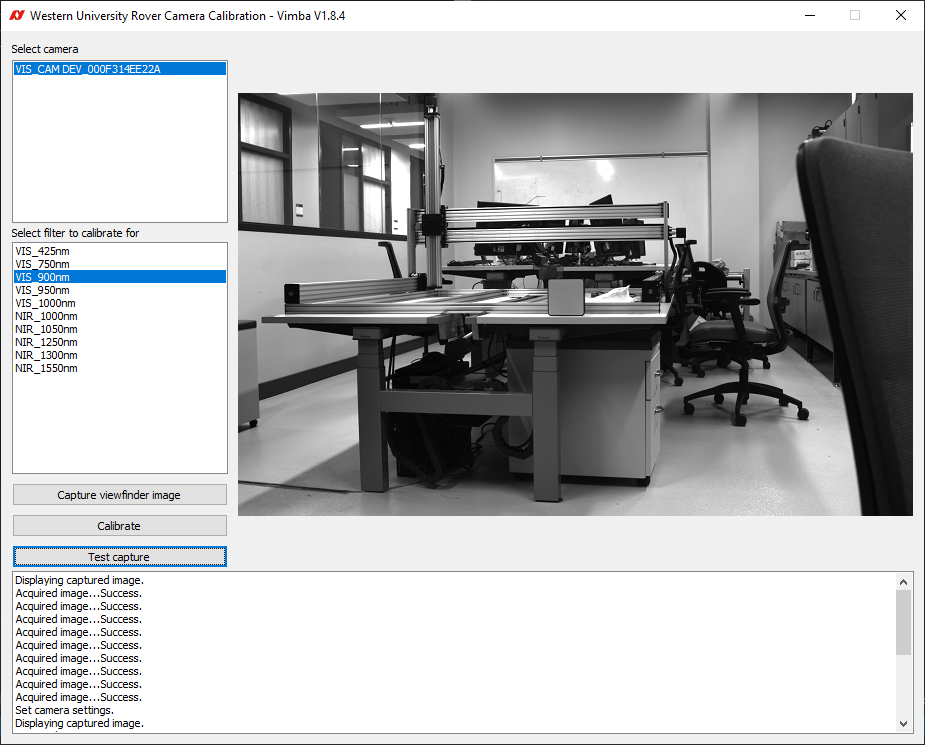 Western University Rover Camera Calibration - Vimba V1.8.4
Select camera
VIS_CAM DEV_000F314EE22A
Select filter to calibrate for
VIS_425nm
VIS_750nm
VIS_900nm
VIS_950nm
VIS_1000nm
NIR_1000nm
NIR_1050nm
NIR_1250nm
NIR_1300nm
NIR_1550nm
Capture viewfinder image
Calibrate
Test capture
Displaying captured image.
Acquired image...Success.
Acquired image...Success.
Acquired image...Success.
Acquired image...Success.
Acquired image...Success.
Acquired image...Success.
Acquired image...Success.
Acquired image...Success.
Acquired image...Success.
Set camera settings.
Displaying captured image.